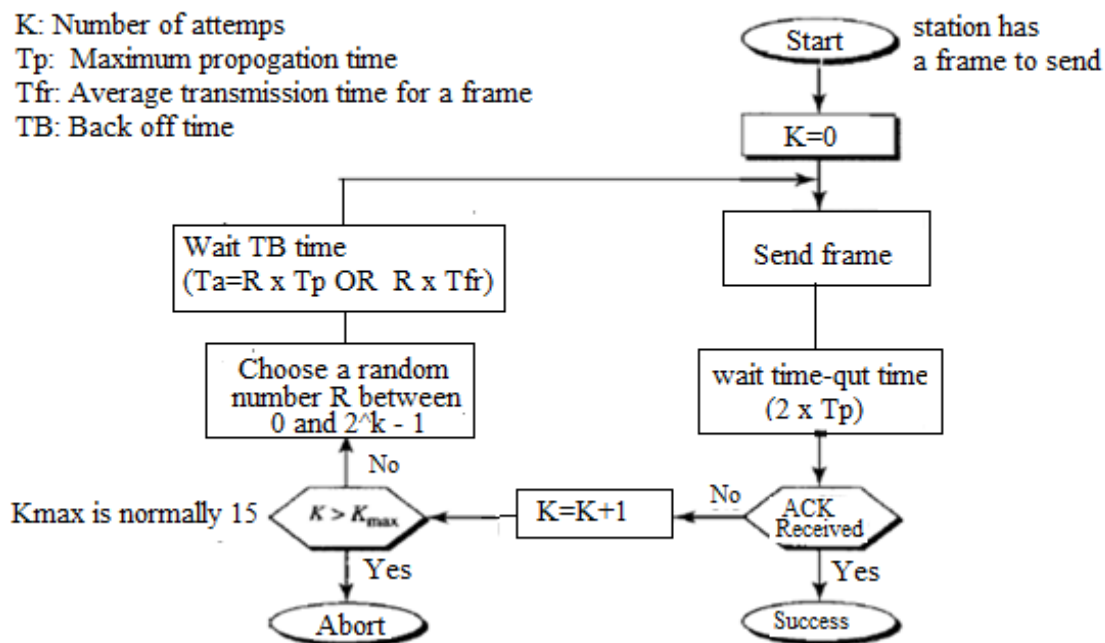 K: Number of attemps
Tp: Maximum propogation time
Tfr: Average transmission time for a frame
TB: Back off time
Start
station has
a frame to send
K=0
Wait TB time
(Ta=R x Tp OR R x Tfr)
Send frame
Choose a random
number R between
0 and 2^k - 1
wait time-qut time
(2 x Tp)
No
Kmax is normally 15
K > Kmax
K=K+1
No
ACK
Received
Yes
Yes
Abort
Success